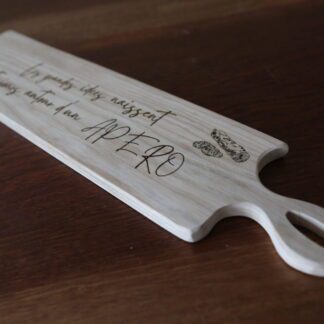 Les grandes idées naissent
toujours autour d'un APERO